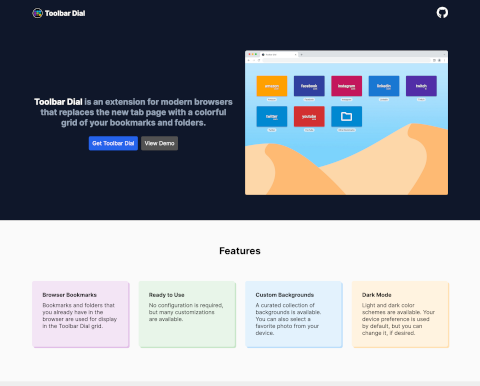 Toolbar Dial
Toolbar Dial is an extension for modern browsers
that replaces the new tab page with a colorful
grid of your bookmarks and folders.
Get Toolbar Dial
View Demo
amazon
facebook
instagram
linkedin
twitch
twitter
youtube
Features
Browser Bookmarks
Bookmarks and folders that
you already have in the
browser are used for display
in the Toolbar Dial grid.
Ready to Use
No configuration is required,
but many customizations
are available.
Custom Backgrounds
A curated collection of
backgrounds is available.
You can also select a
favorite photo from your
device.
Dark Mode
Light and dark color
schemes are available. Your
device preference is used
by default, but you can
change it, if desired.